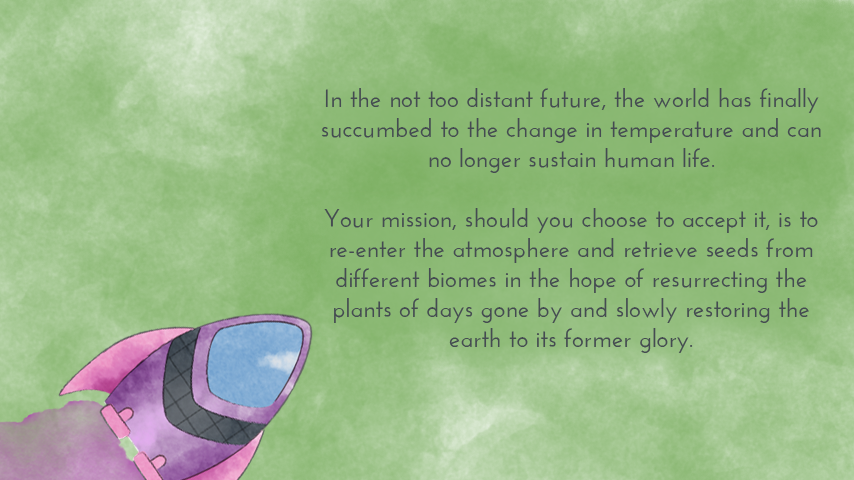 In the not too distant future, the world has finally
succumbed to the change in temperature and can
no longer sustain human life.
Your mission, should you choose to accept it, is to
re-enter the atmosphere and retrieve seeds from
different biomes in the hope of resurrecting the
plants of days gone by and slowly restoring the
earth to its former glory.